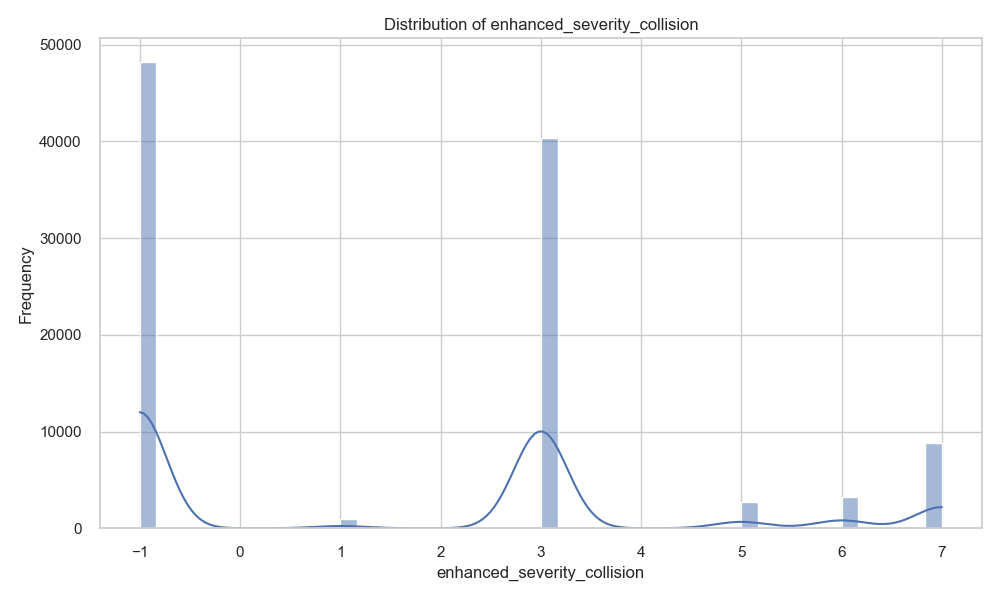 Distribution of enhanced_severity_collision
50000
40000
30000
20000
10000
0
Frequency
−1 0 1 2 3 4 5 6 7
enhanced_severity_collision